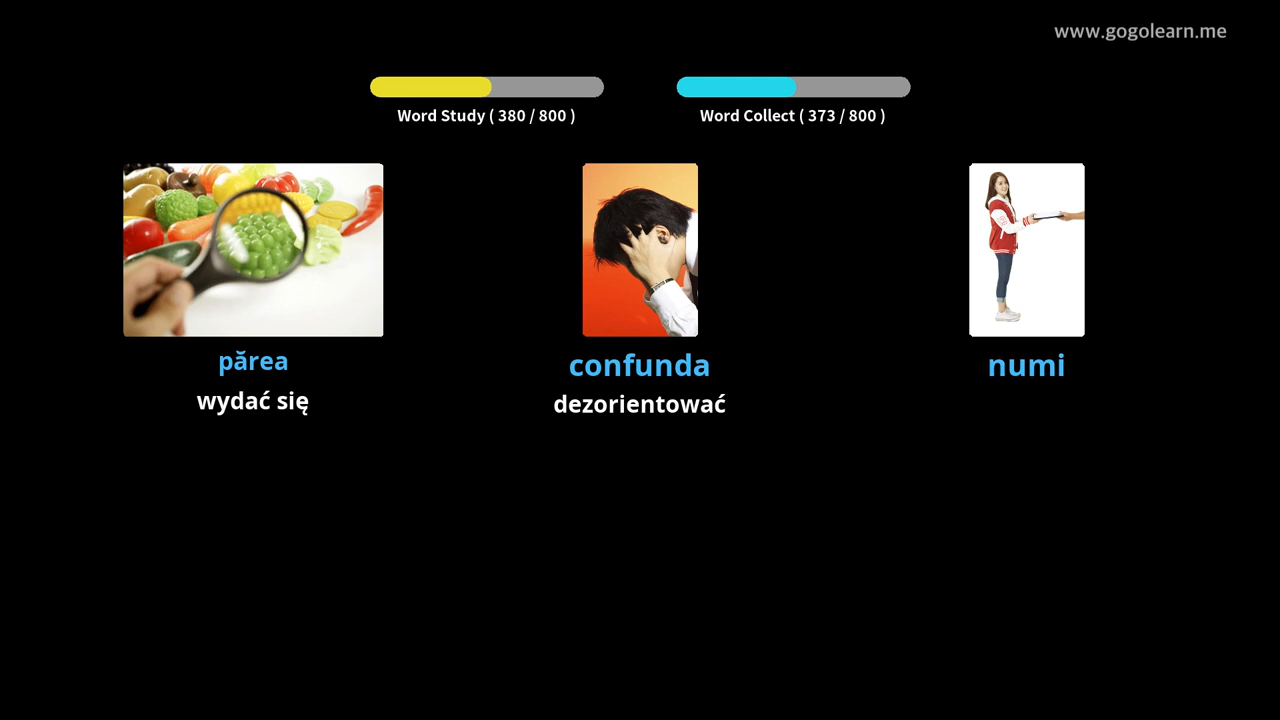 www.gogolearn.me
Word Study ( 380 / 800 )
Word Collect ( 373 / 800 )
părea
confunda
numi
wydać się
dezorientować